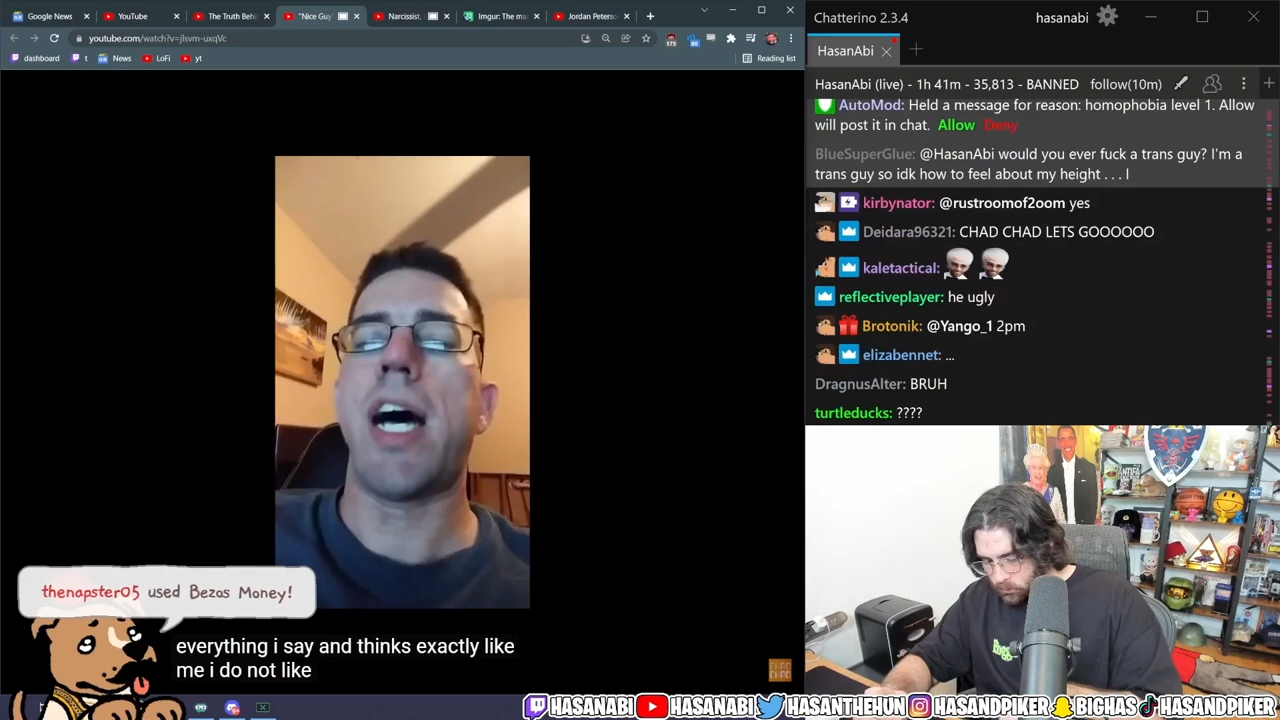 Google News
YouTube
The Truth Beh
"Nice Guy"
Narcissist,
Imgur: The ma
Jordan Peterso
youtube.com/watch?v=jlsvm-uxqVc
173
80
dashboard
t
News
LoFi
yt
Reading list
Chatterino 2.3.4
hasanabi
HasanAbi
HasanAbi (live) - 1h 41m - 35,813 - BANNED
follow(10m)
AutoMod: Held a message for reason: homophobia level 1. Allow
will post it in chat. Allow Deny
BlueSuperGlue: @HasanAbi would you ever fuck a trans guy? I'm a
trans guy so idk how to feel about my height . . . I
kirbynator: @rustroomof2oom yes
Deidara96321: CHAD CHAD LETS GOOOOOO
kaletactical:
reflectiveplayer: he ugly
Brotonik: @Yango_1 2pm
elizabennet: ...
DragnusAlter: BRUH
turtleducks: ????
ANTIFA
thenapster05 used Bezos Money!
everything i say and thinks exactly like
me i do not like
HASANABI
HASANABI
HASANTHEHUN
HASANDPIKER
BIGHAS
HASANDPIKER